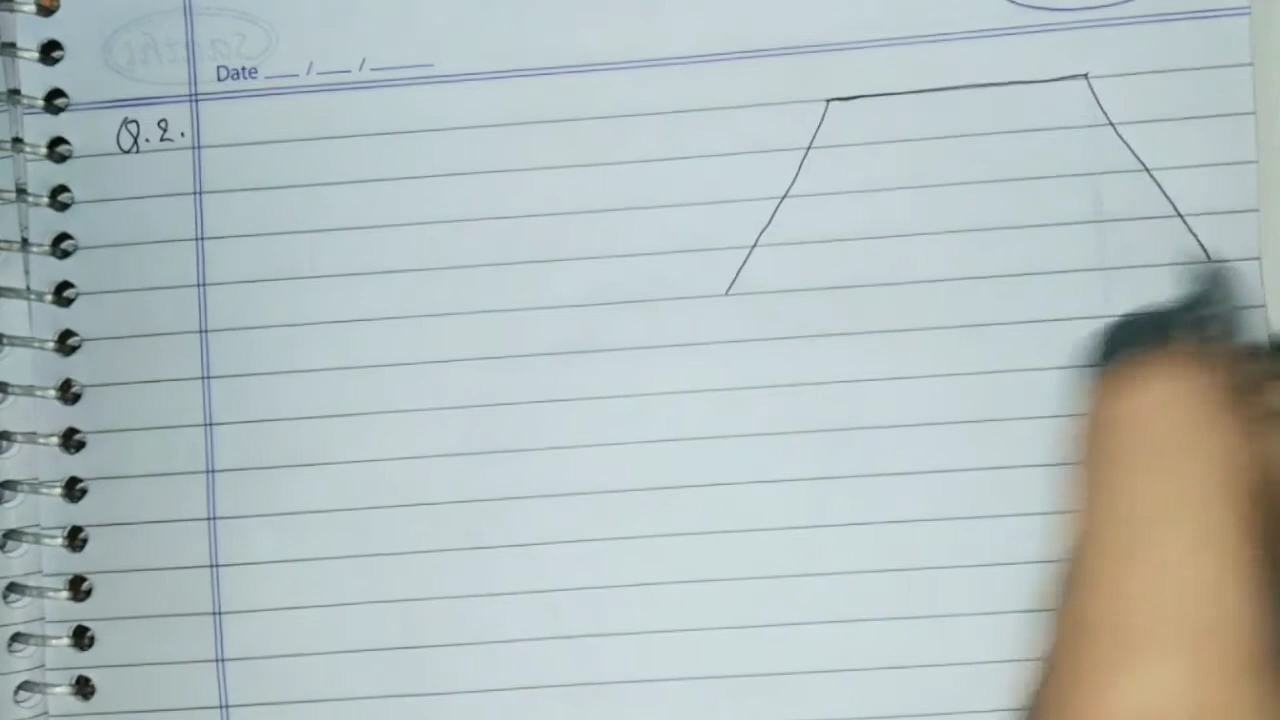 Date __ / __ / ____
Q.2.